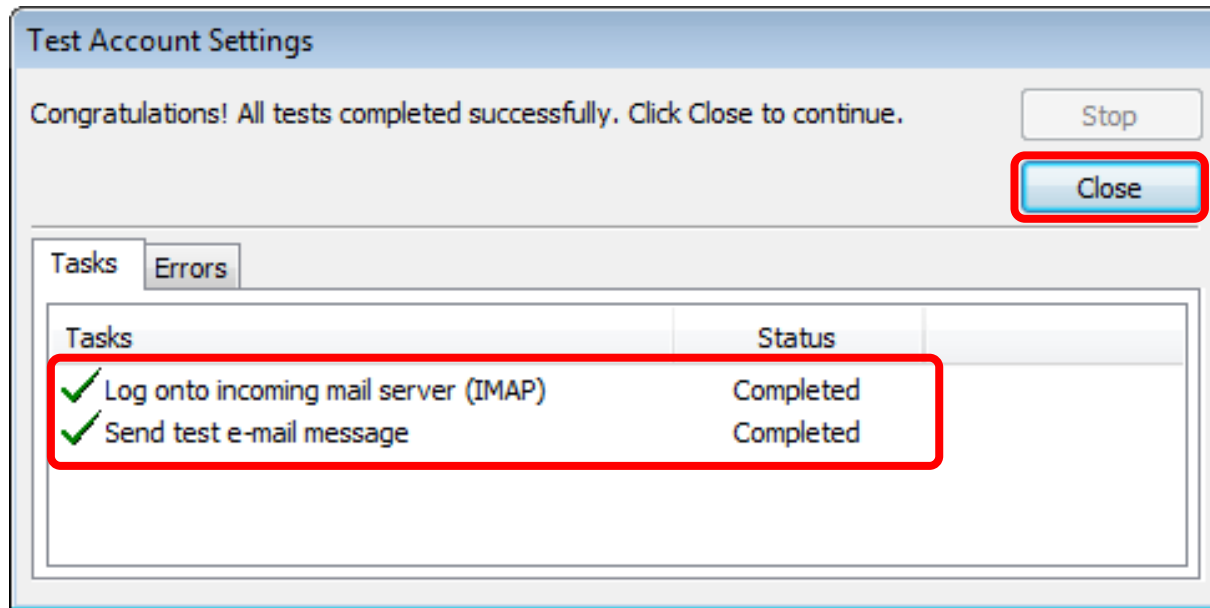 Test Account Settings
Congratulations! All tests completed successfully. Click Close to continue.
Stop
Close
Tasks Errors
Tasks Status
Log onto incoming mail server (IMAP) Completed
Send test e-mail message Completed